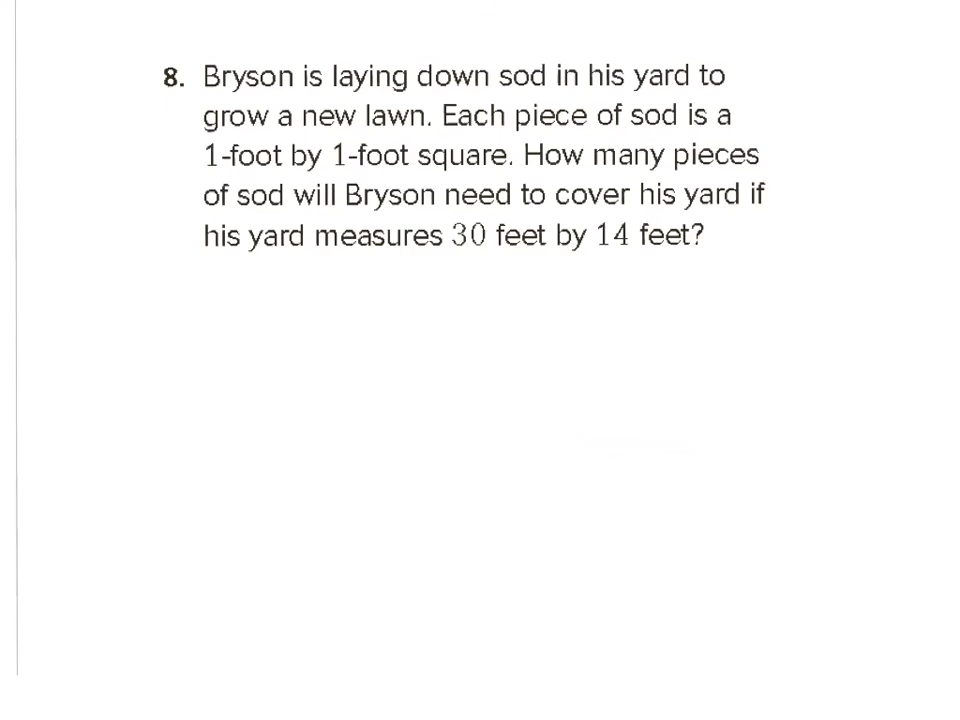 8. Bryson is laying down sod in his yard to
grow a new lawn. Each piece of sod is a
1-foot by 1-foot square. How many pieces
of sod will Bryson need to cover his yard if
his yard measures 30 feet by 14 feet?